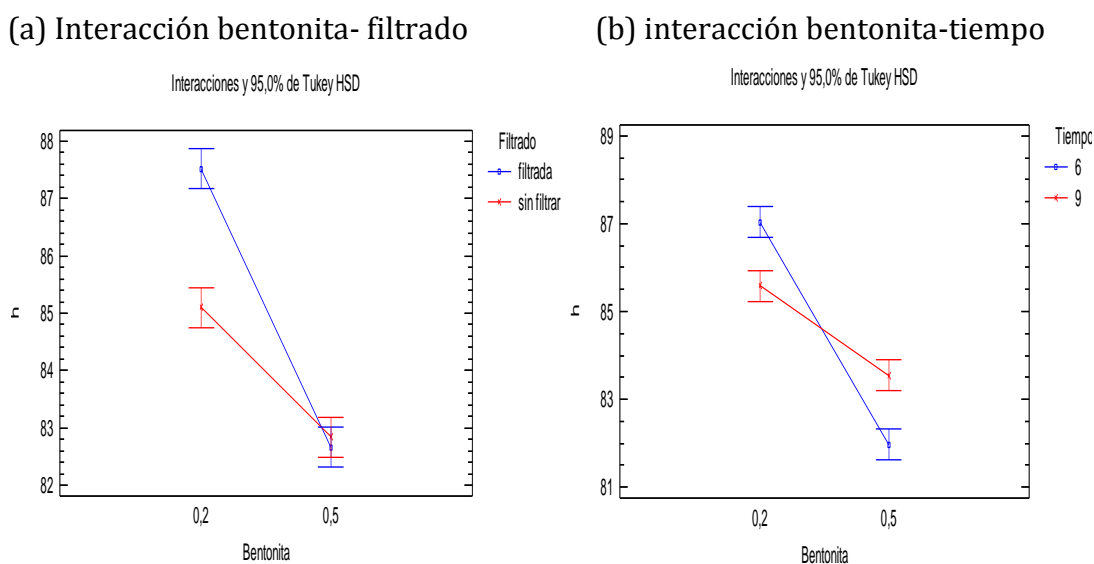 (a) Interacción bentonita- filtrado
(b) interacción bentonita-tiempo
Interacciones y 95,0% de Tukey HSD
88
87
86
85
84
83
82
h
0,2
0,5
Bentonita
Filtrado
filtrada
sin filtrar
Interacciones y 95,0% de Tukey HSD
89
87
85
83
81
h
0,2
0,5
Bentonita
Tiempo
6
9